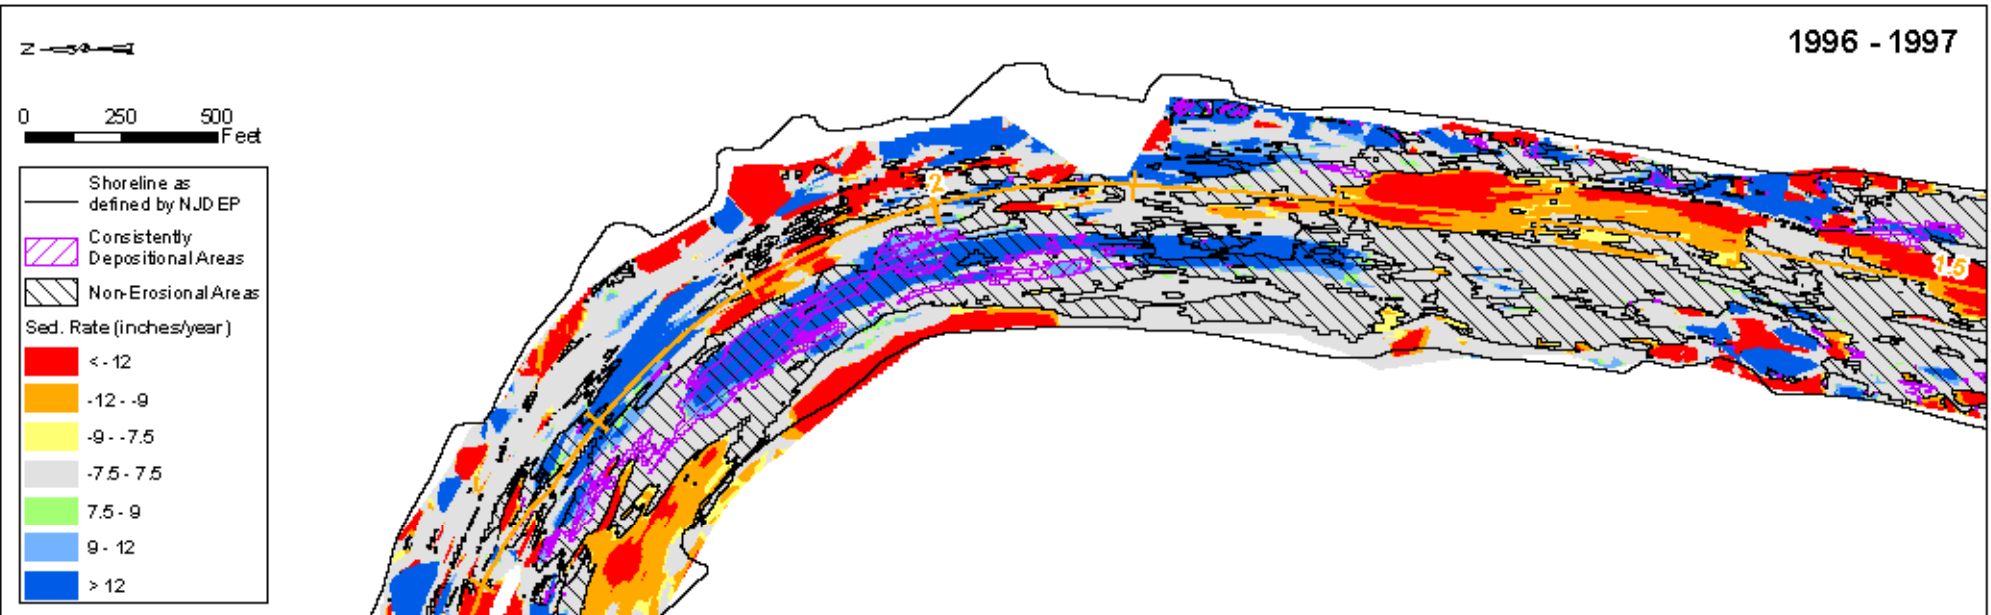 1996 - 1997
N
0 250 500
Feet
Shoreline as
defined by NJDEP
Consistently
Depositional Areas
Non-Erosional Areas
Sed. Rate (inches/year)
< -12
-12 - -9
-9 - -7.5
-7.5 - 7.5
7.5 - 9
9 - 12
> 12
2
1.5